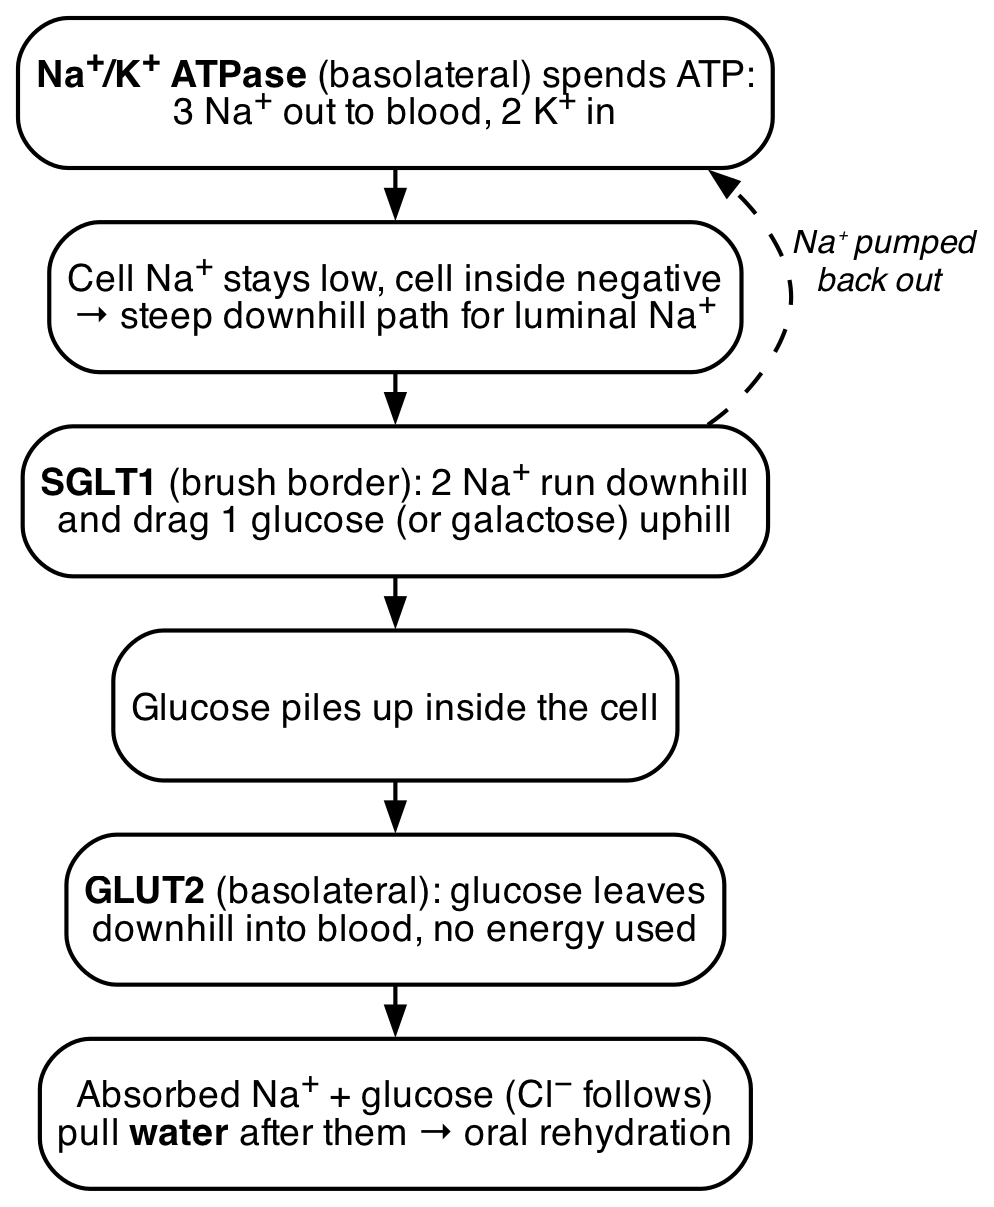 Na⁺/K⁺ ATPase (basolateral) spends ATP:
3 Na⁺ out to blood, 2 K⁺ in
Na⁺ pumped
back out
Cell Na⁺ stays low, cell inside negative
→ steep downhill path for luminal Na⁺
SGLT1 (brush border): 2 Na⁺ run downhill
and drag 1 glucose (or galactose) uphill
Glucose piles up inside the cell
GLUT2 (basolateral): glucose leaves
downhill into blood, no energy used
Absorbed Na⁺ + glucose (Cl⁻ follows)
pull water after them → oral rehydration